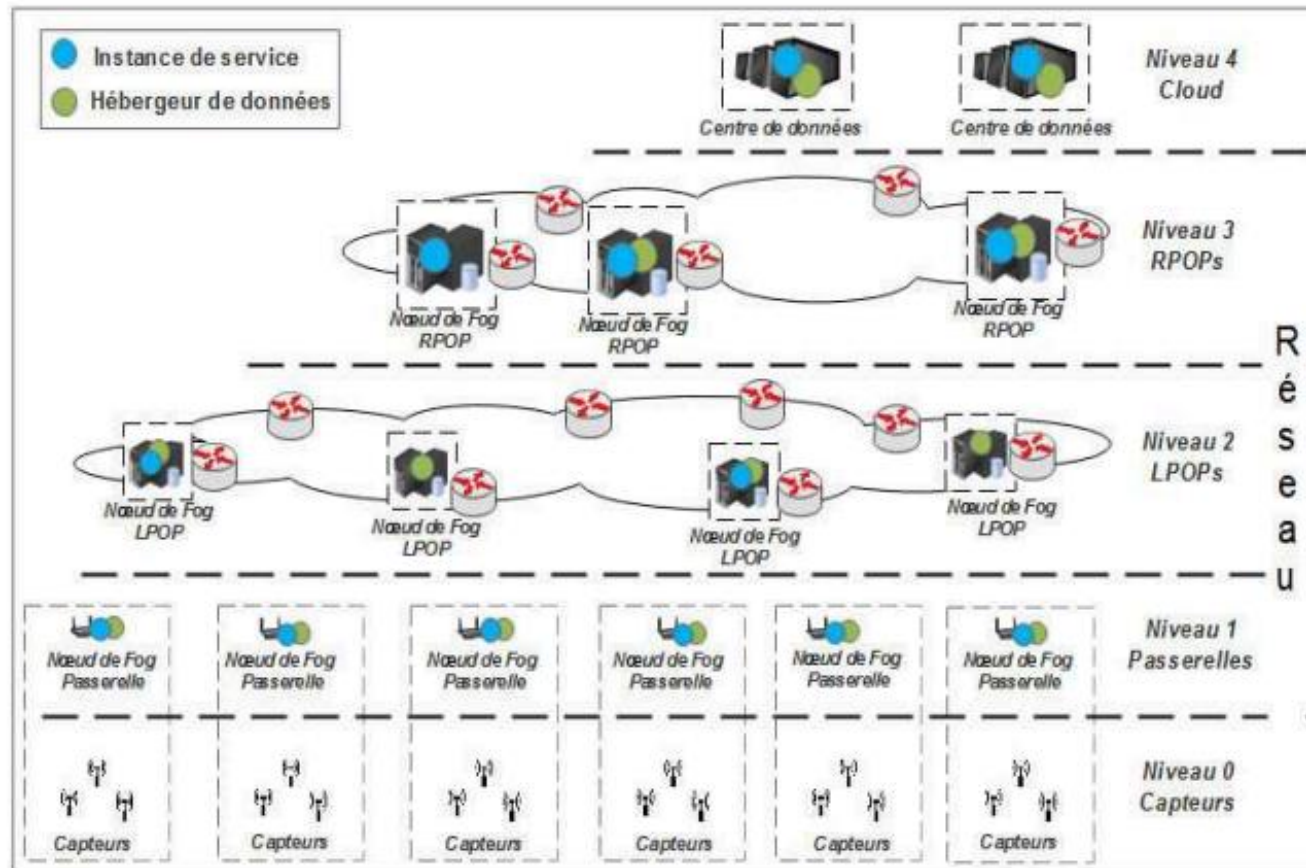 Instance de service
Hébergeur de données
Niveau 4
Cloud
Centre de données
Centre de données
Niveau 3
RPOPs
Nœud de Fog
RPOP
Nœud de Fog
RPOP
Nœud de Fog
RPOP
Réseau
Niveau 2
LPOPs
Nœud de Fog
LPOP
Nœud de Fog
LPOP
Nœud de Fog
LPOP
Nœud de Fog
LPOP
Niveau 1
Passerelles
Nœud de Fog
Passerelle
Nœud de Fog
Passerelle
Nœud de Fog
Passerelle
Nœud de Fog
Passerelle
Nœud de Fog
Passerelle
Nœud de Fog
Passerelle
Niveau 0
Capteurs
Capteurs
Capteurs
Capteurs
Capteurs
Capteurs
Capteurs